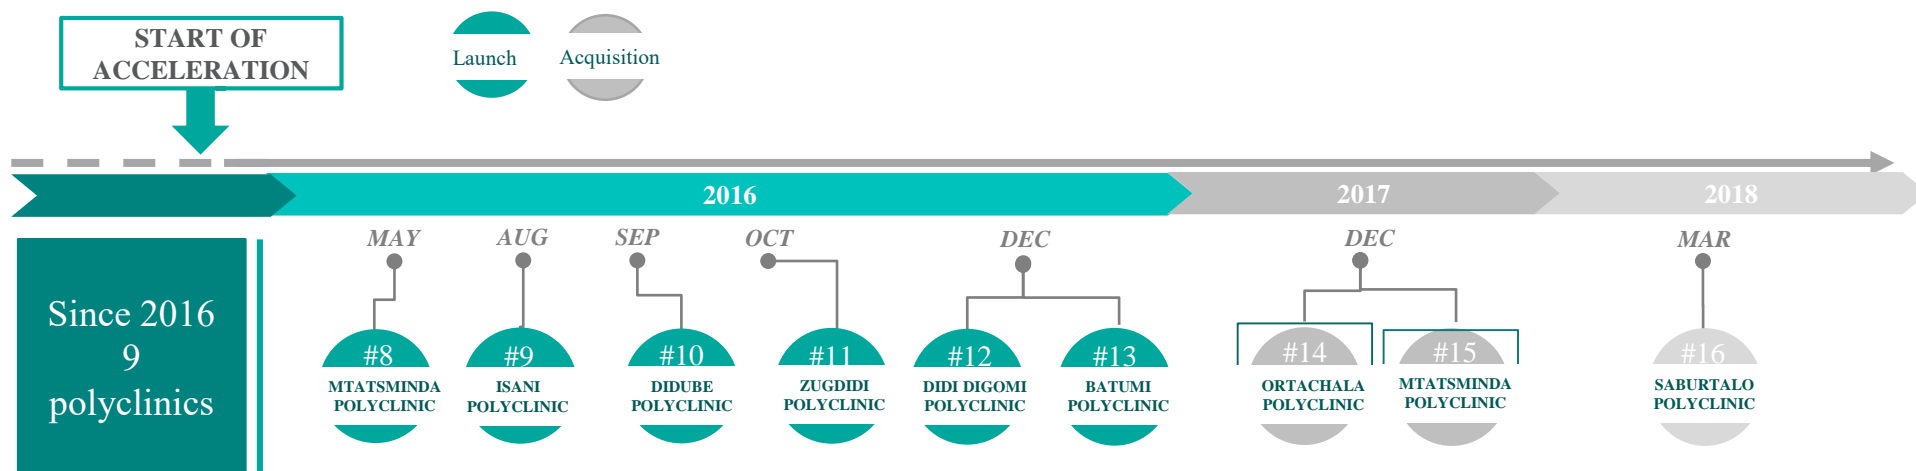 START OF
ACCELERATION
Launch
Acquisition
2016
2017
2018
MAY
AUG
SEP
OCT
DEC
DEC
MAR
Since 2016
9
polyclinics
#8
MTATSMINDA
POLYCLINIC
#9
ISANI
POLYCLINIC
#10
DIDUBE
POLYCLINIC
#11
ZUGDIDI
POLYCLINIC
#12
DIDI DIGOMI
POLYCLINIC
#13
BATUMI
POLYCLINIC
#14
ORTACHALA
POLYCLINIC
#15
MTATSMINDA
POLYCLINIC
#16
SABURTALO
POLYCLINIC